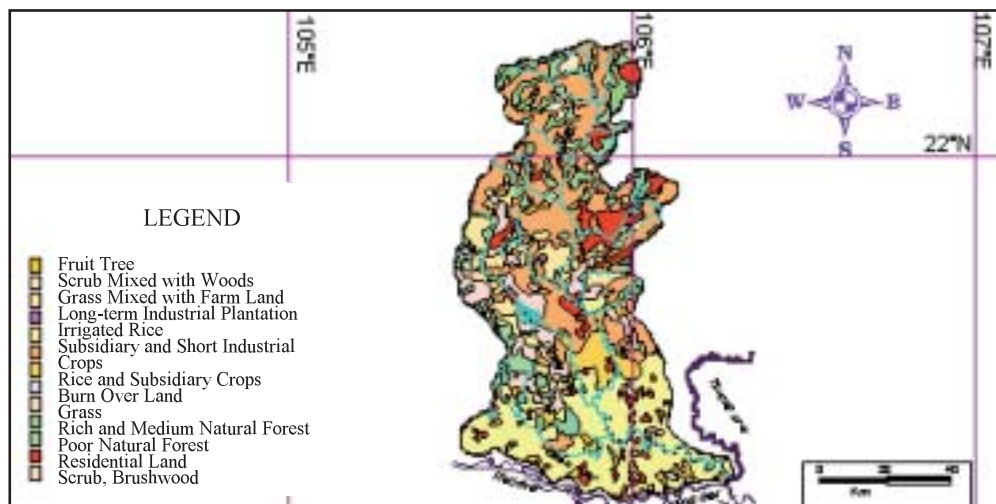 105°E
106°E
107°E
N
W E
S
22°N
LEGEND
Fruit Tree
Scrub Mixed with Woods
Grass Mixed with Farm Land
Long-term Industrial Plantation
Irrigated Rice
Subsidiary and Short Industrial
Crops
Rice and Subsidiary Crops
Burn Over Land
Grass
Rich and Medium Natural Forest
Poor Natural Forest
Residential Land
Scrub, Brushwood
Km